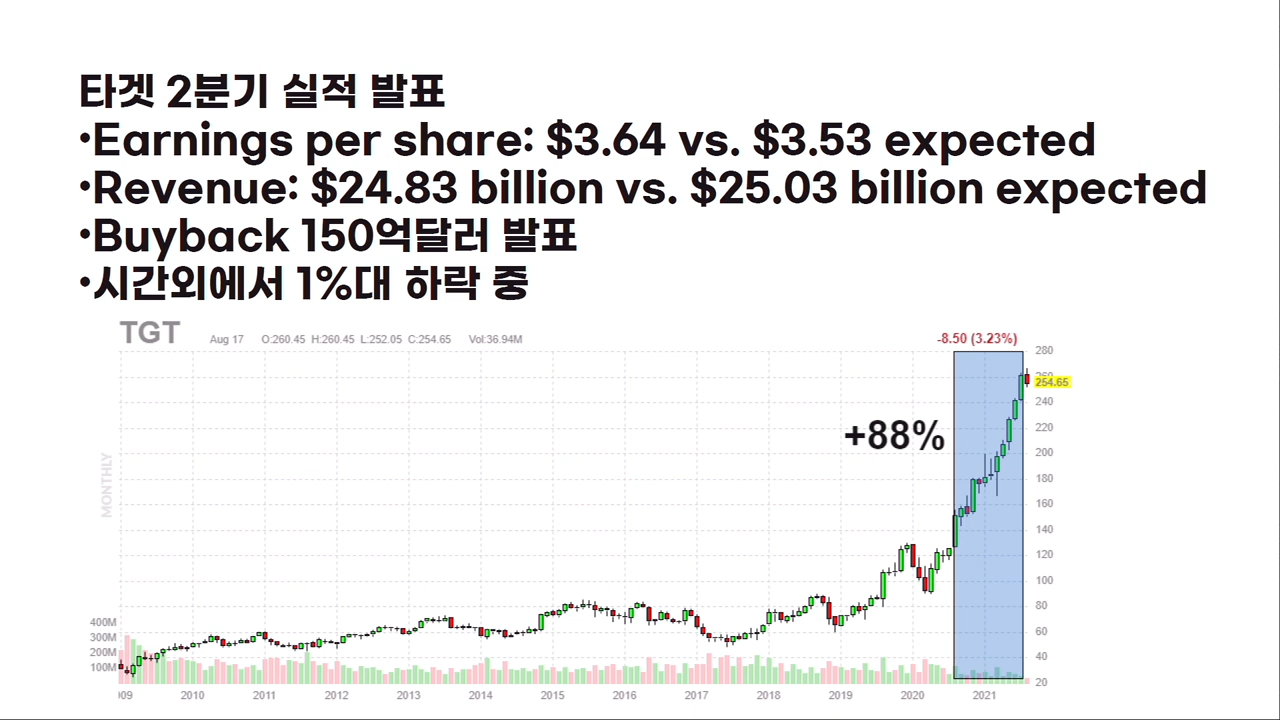 타겟 2분기 실적 발표
•Earnings per share: $3.64 vs. $3.53 expected
•Revenue: $24.83 billion vs. $25.03 billion expected
•Buyback 150억달러 발표
•시간외에서 1%대 하락 중
TGT Aug 17 O:260.45 H:260.45 L:252.05 C:254.65 Vol:36.94M -8.50 (3.23%)
280
260
254.65
240
+88%
220
200
180
MONTHLY
160
140
120
100
80
400M
300M 60
200M
100M 40
20
'09 2010 2011 2012 2013 2014 2015 2016 2017 2018 2019 2020 2021